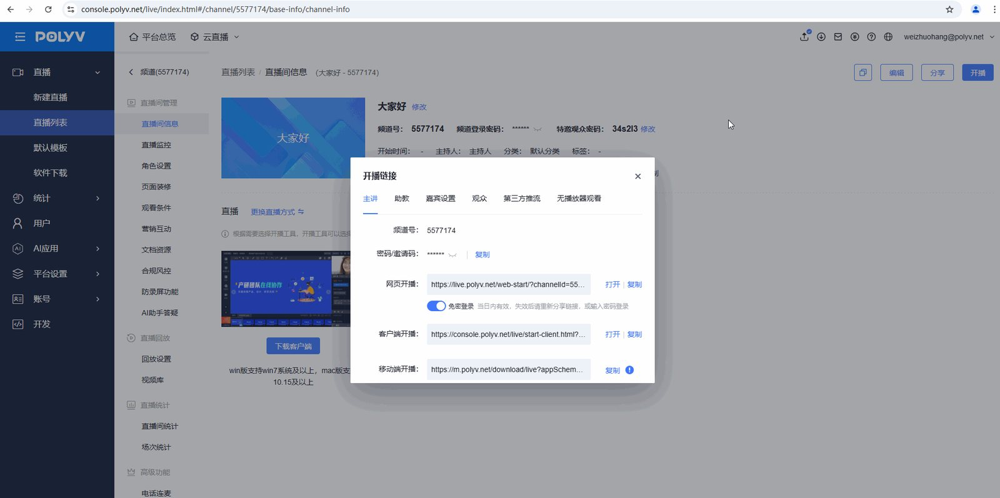 console.polyv.net/live/index.html#/channel/5577174/base-info/channel-info
POLYV
平台总览
云直播
weizhuohang@polyv.net
直播
新建直播
直播列表
默认模板
软件下载
统计
用户
AI应用
平台设置
账号
开发
频道(5577174)
直播间管理
直播间信息
直播监控
角色设置
页面装修
观看条件
营销互动
文档资源
合规风控
防录屏功能
AI助手答疑
直播回放
回放设置
视频库
直播统计
直播间统计
场次统计
高级功能
电话连麦
直播列表 / 直播间信息 (大家好 - 5577174)
编辑
分享
开播
大家好
大家好 修改
频道号： 5577174 频道登录密码： ****** 特邀观众密码： 34s2l3 修改
开始时间： - 主持人： 主持人 分类： 默认分类 标签： -
直播 更换直播方式
根据需要选择开播工具，开播工具可以选择
产研团队在线协作
下载客户端
win版支持win7系统及以上，mac版支
10.15及以上
开播链接
主讲 助教 嘉宾设置 观众 第三方推流 无播放器观看
频道号： 5577174
密码/邀请码： ****** | 复制
网页开播： https://live.polyv.net/web-start/?channelId=55... 打开 | 复制
免密登录 当日内有效，失效后请重新分享链接，或输入密码登录
客户端开播： https://console.polyv.net/live/start-client.html?... 打开 | 复制
移动端开播： https://m.polyv.net/download/live?appSchem... 复制